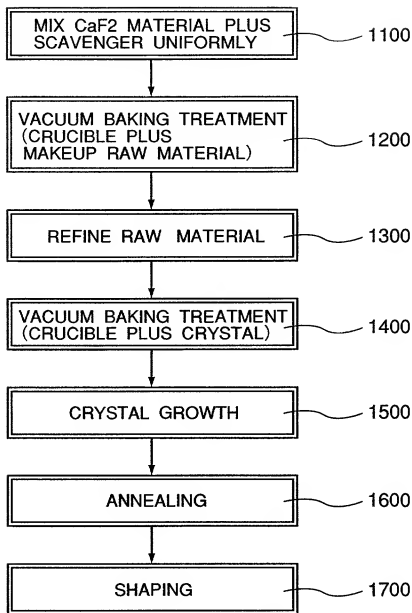 MIX CaF2 MATERIAL PLUS
SCAVENGER UNIFORMLY
1100
VACUUM BAKING TREATMENT
(CRUCIBLE PLUS
MAKEUP RAW MATERIAL)
1200
REFINE RAW MATERIAL
1300
VACUUM BAKING TREATMENT
(CRUCIBLE PLUS CRYSTAL)
1400
CRYSTAL GROWTH
1500
ANNEALING
1600
SHAPING
1700